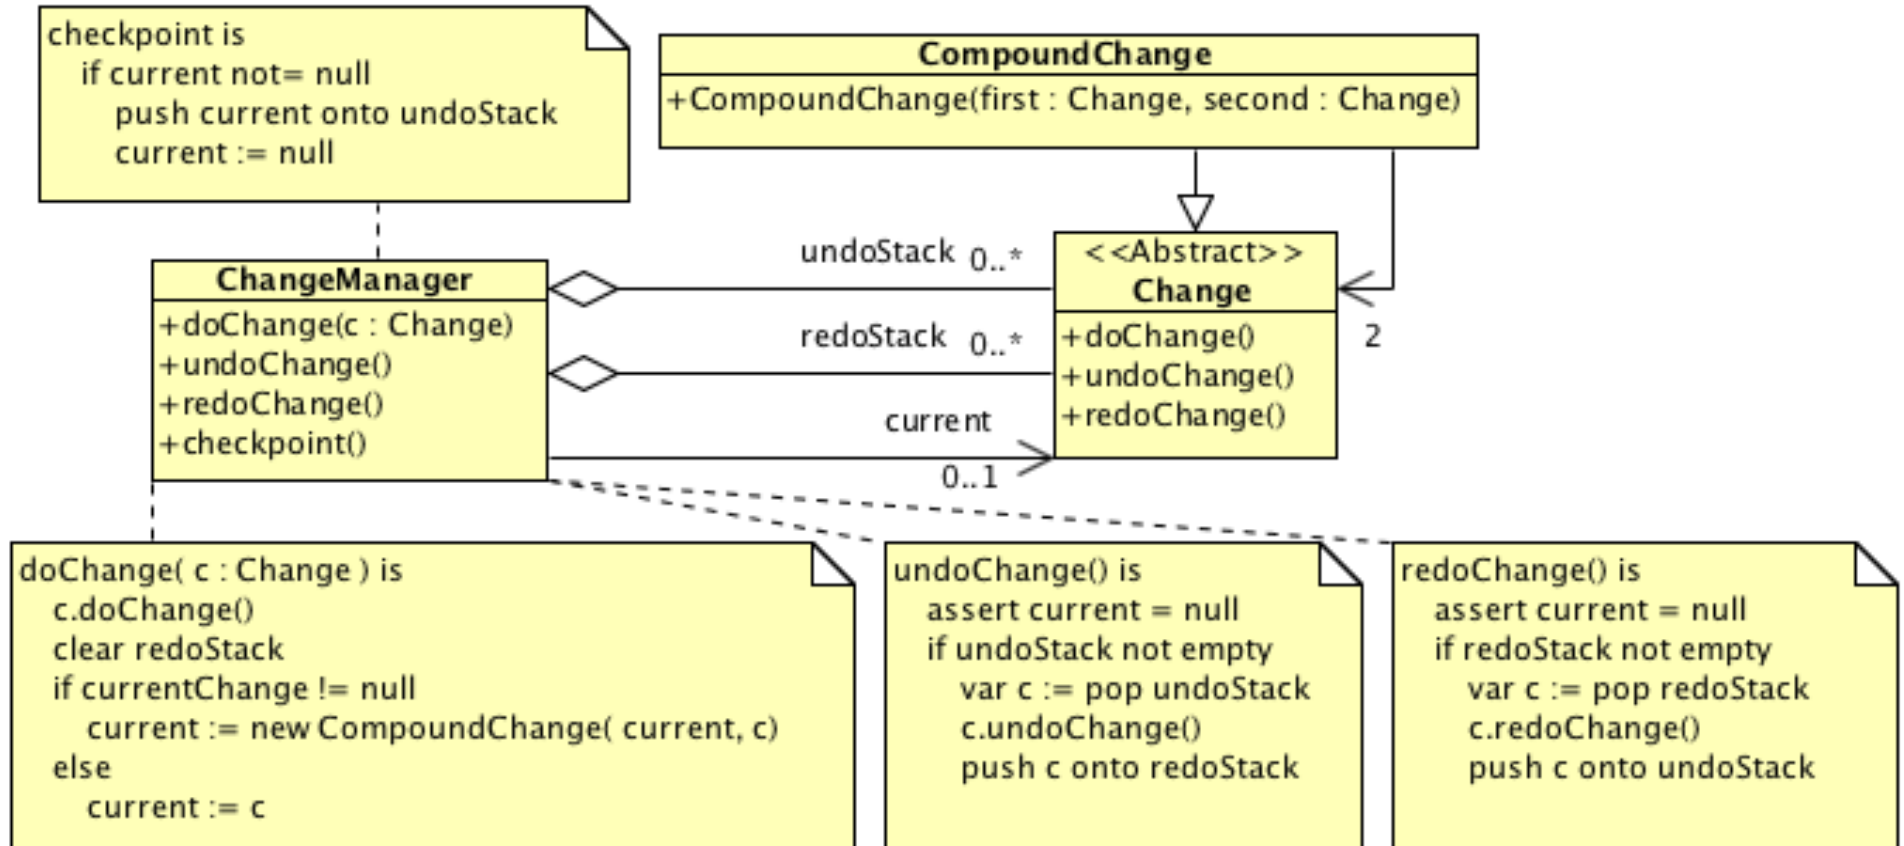 checkpoint is
if current not= null
push current onto undoStack
current := null
CompoundChange
+CompoundChange(first : Change, second : Change)
ChangeManager
+doChange(c : Change)
+undoChange()
+redoChange()
+checkpoint()
undoStack 0..*
redoStack 0..*
current
0..1
<<Abstract>>
Change
+doChange()
+undoChange()
+redoChange()
2
doChange( c : Change ) is
c.doChange()
clear redoStack
if currentChange != null
current := new CompoundChange( current, c)
else
current := c
undoChange() is
assert current = null
if undoStack not empty
var c := pop undoStack
c.undoChange()
push c onto redoStack
redoChange() is
assert current = null
if redoStack not empty
var c := pop redoStack
c.redoChange()
push c onto undoStack